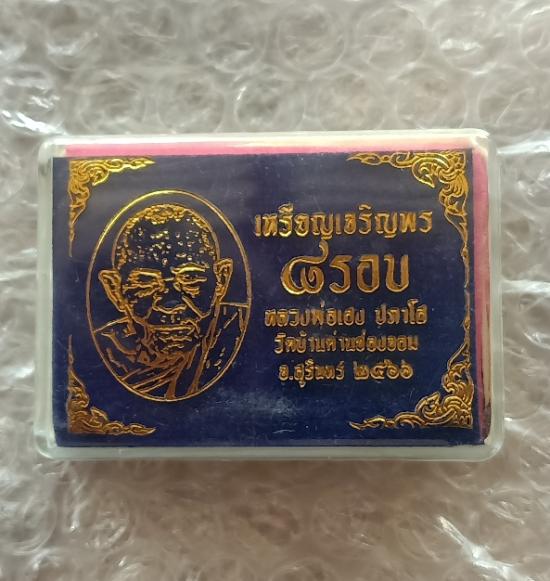 เหรียญเจริญพร
๘ รอบ
หลวงพ่อเฮง ปภาโส
วัดบ้านด่านช่องจอม
จ.สุรินทร์ ๒๕๖๖